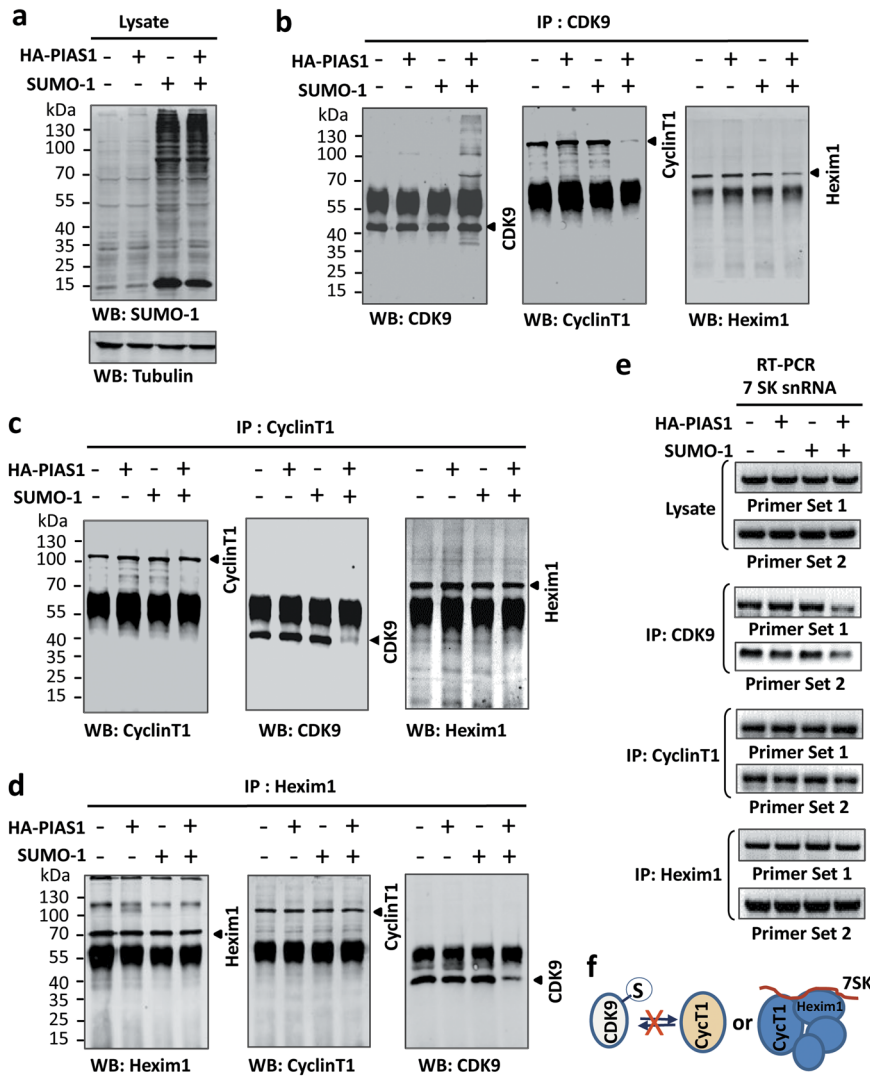 a
Lysate
HA-PIAS1 - + - +
SUMO-1 - - + +
kDa
130
100
70
55
40
35
25
15
WB: SUMO-1
WB: Tubulin
b
IP : CDK9
HA-PIAS1 - + - + - + - + - + - +
SUMO-1 - - + + - - + + - - + +
kDa
130
100
70
55
40
35
25
15
CDK9
CyclinT1
Hexim1
WB: CDK9 WB: CyclinT1 WB: Hexim1
c
IP : CyclinT1
HA-PIAS1 - + - + - + - + - + - +
SUMO-1 - - + + - - + + - - + +
kDa
130
100
70
55
40
35
25
15
CyclinT1
CDK9
Hexim1
WB: CyclinT1 WB: CDK9 WB: Hexim1
d
IP : Hexim1
HA-PIAS1 - + - + - + - + - + - +
SUMO-1 - - + + - - + + - - + +
kDa
130
100
70
55
40
35
25
15
Hexim1
CyclinT1
CDK9
WB: Hexim1 WB: CyclinT1 WB: CDK9
e
RT-PCR
7 SK snRNA
HA-PIAS1 - + - +
SUMO-1 - - + +
Lysate
Primer Set 1
Primer Set 2
IP: CDK9
Primer Set 1
Primer Set 2
IP: CyclinT1
Primer Set 1
Primer Set 2
IP: Hexim1
Primer Set 1
Primer Set 2
f
CDK9
S
CycT1
or
CycT1
Hexim1
7SK